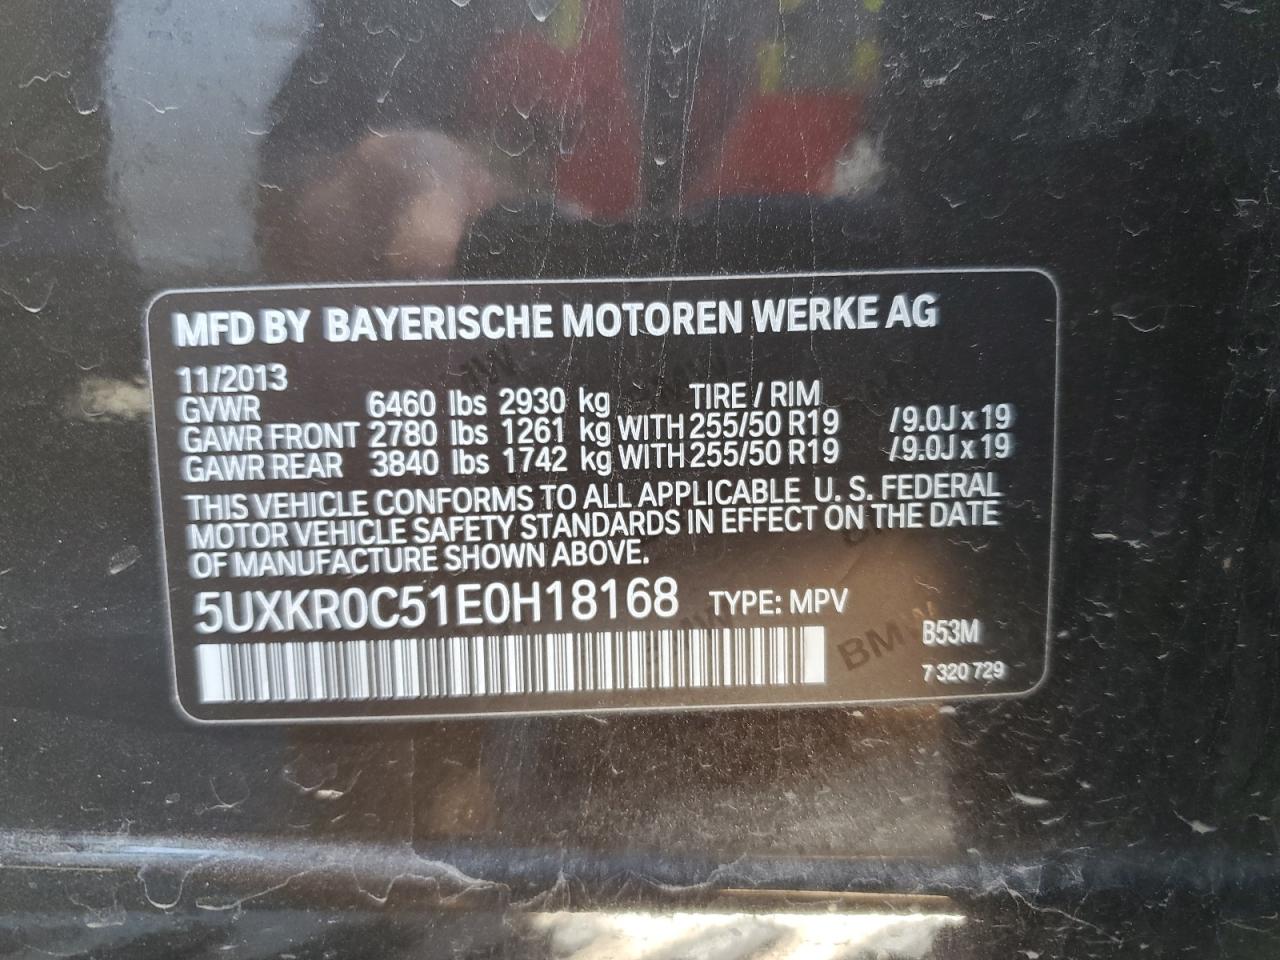 MFD BY BAYERISCHE MOTOREN WERKE AG
11/2013
GVWR 6460 lbs 2930 kg TIRE / RIM
GAWR FRONT 2780 lbs 1261 kg WITH 255/50 R19 /9.0J x 19
GAWR REAR 3840 lbs 1742 kg WITH 255/50 R19 /9.0J x 19
THIS VEHICLE CONFORMS TO ALL APPLICABLE U. S. FEDERAL
MOTOR VEHICLE SAFETY STANDARDS IN EFFECT ON THE DATE
OF MANUFACTURE SHOWN ABOVE.
5UXKR0C51E0H18168 TYPE: MPV
B53M
BMW
7 320 729